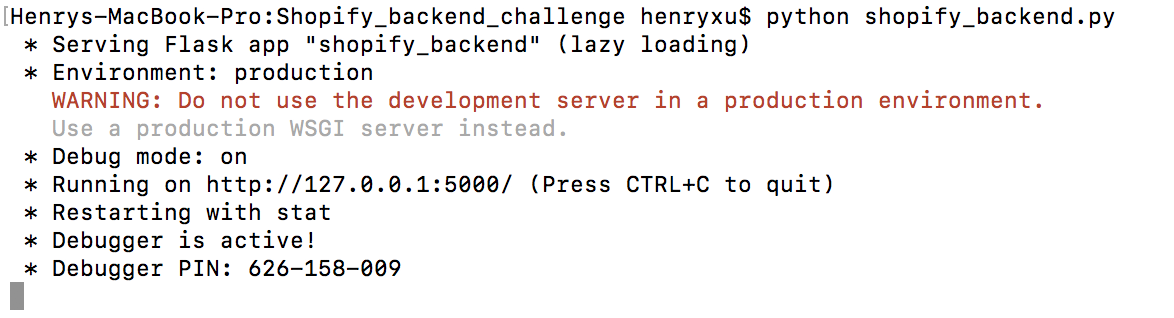 [Henrys-MacBook-Pro:Shopify_backend_challenge henryxu$ python shopify_backend.py
* Serving Flask app "shopify_backend" (lazy loading)
* Environment: production
WARNING: Do not use the development server in a production environment.
Use a production WSGI server instead.
* Debug mode: on
* Running on http://127.0.0.1:5000/ (Press CTRL+C to quit)
* Restarting with stat
* Debugger is active!
* Debugger PIN: 626-158-009